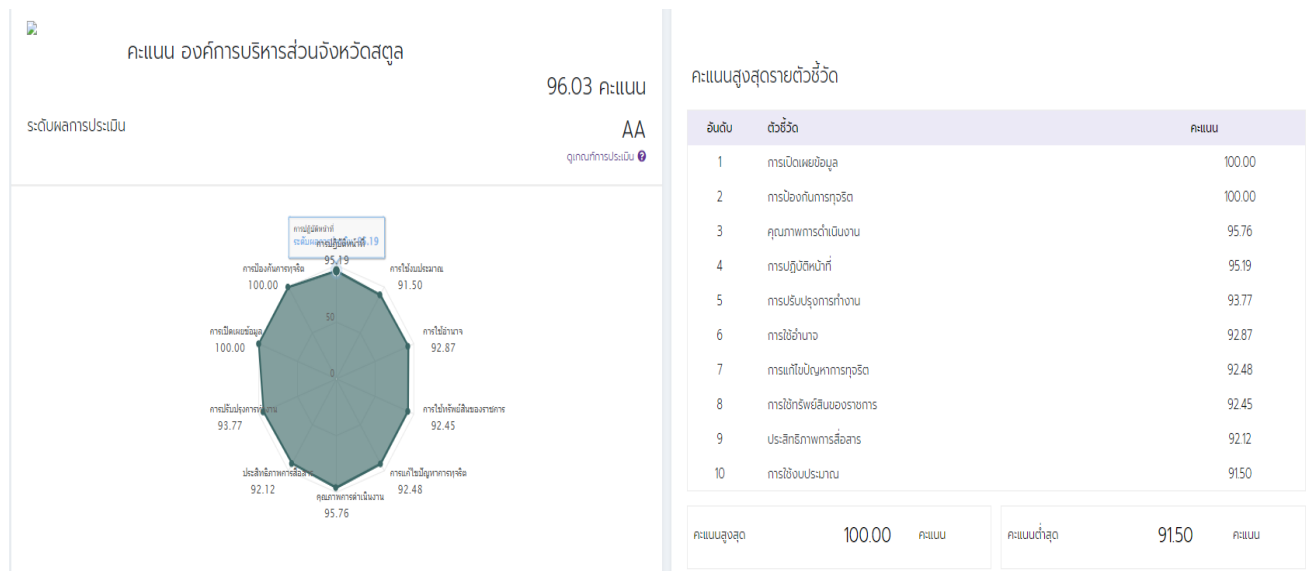 คะแนน องค์การบริหารส่วนจังหวัดสตูล
96.03 คะแนน
ระดับผลการประเมิน
AA
ดูเกณฑ์การประเมิน
การปฏิบัติหน้าที่
95.19
การปฏิบัติหน้าที่
95.19
การป้องกันการทุจริต
100.00
การใช้งบประมาณ
91.50
50
การเปิดเผยข้อมูล
100.00
การใช้อำนาจ
92.87
0
การปรับปรุงการทำงาน
93.77
การใช้ทรัพย์สินของราชการ
92.45
ประสิทธิภาพการสื่อสาร
92.12
การแก้ไขปัญหาการทุจริต
92.48
คุณภาพการดำเนินงาน
95.76
คะแนนสูงสุดรายตัวชี้วัด
อันดับ ตัวชี้วัด คะแนน
1 การเปิดเผยข้อมูล 100.00
2 การป้องกันการทุจริต 100.00
3 คุณภาพการดำเนินงาน 95.76
4 การปฏิบัติหน้าที่ 95.19
5 การปรับปรุงการทำงาน 93.77
6 การใช้อำนาจ 92.87
7 การแก้ไขปัญหาการทุจริต 92.48
8 การใช้ทรัพย์สินของราชการ 92.45
9 ประสิทธิภาพการสื่อสาร 92.12
10 การใช้งบประมาณ 91.50
คะแนนสูงสุด 100.00 คะแนน
คะแนนต่ำสุด 91.50 คะแนน